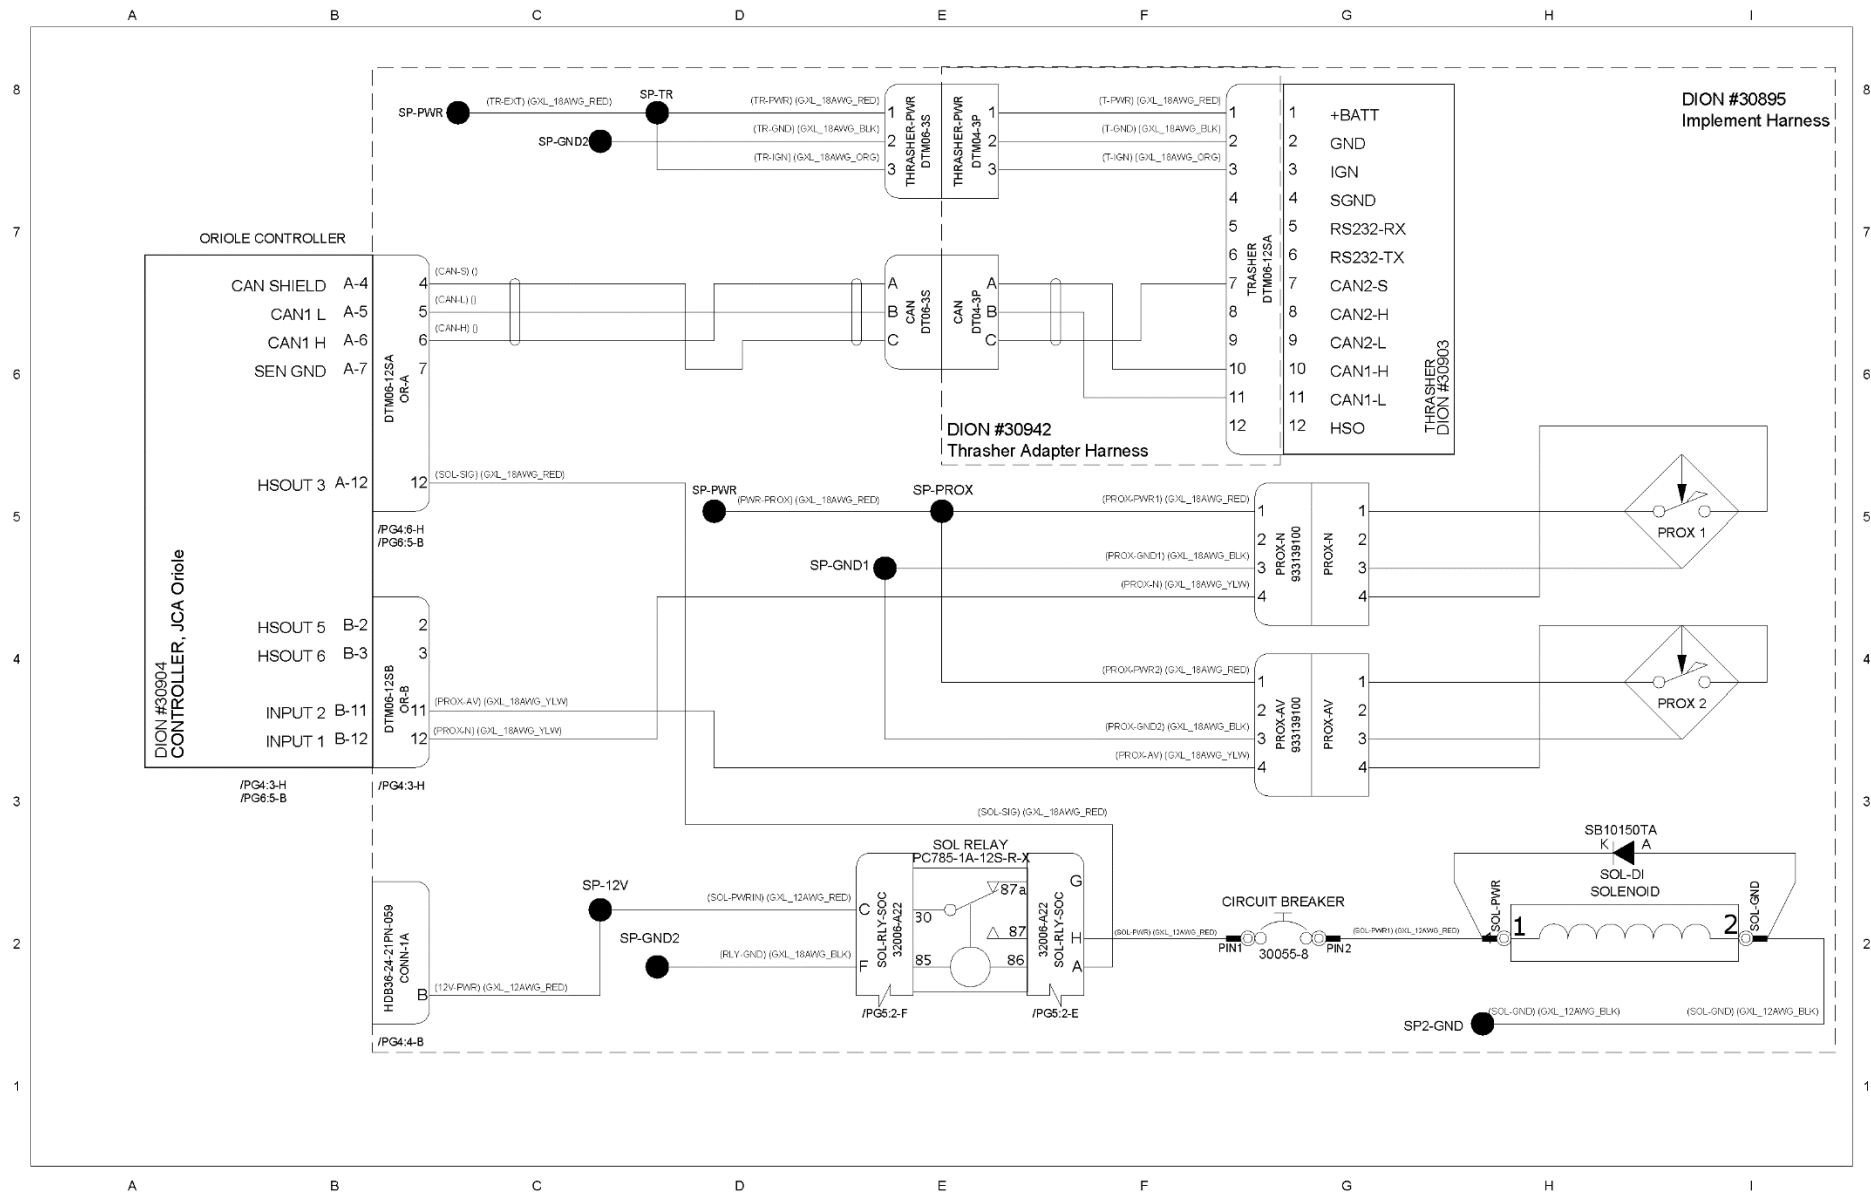 A B C D E F G H I
8 8
7 7
6 6
5 5
4 4
3 3
2 2
1 1
A B C D E F G H I
DION #30895
Implement Harness
SP-PWR
(TR-EXT) (GXL_18AWG_RED)
SP-TR
(TR-PWR) (GXL_18AWG_RED)
SP-GND2
(TR-GND) (GXL_18AWG_BLK)
(TR-IGN) (GXL_18AWG_ORG)
1
2
3
THRASHER-PWR
DTM06-3S
THRASHER-PWR
DTM04-3P
1
2
3
(T-PWR) (GXL_18AWG_RED)
(T-GND) (GXL_18AWG_BLK)
(T-IGN) (GXL_18AWG_ORG)
1 1 +BATT
2 2 GND
3 3 IGN
4 4 SGND
5 5 RS232-RX
6 6 RS232-TX
7 7 CAN2-S
8 8 CAN2-H
9 9 CAN2-L
10 10 CAN1-H
11 11 CAN1-L
12 12 HSO
TRASHER
DTM06-12SA
THRASHER
DION #30903
DION #30942
Thrasher Adapter Harness
ORIOLE CONTROLLER
CAN SHIELD A-4 4
CAN1 L A-5 5
CAN1 H A-6 6
SEN GND A-7 7
HSOUT 3 A-12 12
DTM06-12SA
OR-A
/PG4:6-H
/PG6:5-B
(CAN-S) ()
(CAN-L) ()
(CAN-H) ()
A
B
C
CAN
DT06-3S
CAN
DT04-3P
A
B
C
(SOL-SIG) (GXL_18AWG_RED)
HSOUT 5 B-2 2
HSOUT 6 B-3 3
INPUT 2 B-11 11
INPUT 1 B-12 12
DTM06-12SB
OR-B
DION #30904
CONTROLLER, JCA Oriole
/PG4:3-H
/PG6:5-B
/PG4:3-H
(PROX-AV) (GXL_18AWG_YLW)
(PROX-N) (GXL_18AWG_YLW)
SP-PWR
(PWR-PROX) (GXL_18AWG_RED)
SP-PROX
SP-GND1
(PROX-PWR1) (GXL_18AWG_RED)
(PROX-GND1) (GXL_18AWG_BLK)
(PROX-N) (GXL_18AWG_YLW)
1
2
3
4
PROX-N
933139100
PROX-N
1
2
3
4
PROX 1
(PROX-PWR2) (GXL_18AWG_RED)
(PROX-GND2) (GXL_18AWG_BLK)
(PROX-AV) (GXL_18AWG_YLW)
1
2
3
4
PROX-AV
933139100
PROX-AV
1
2
3
4
PROX 2
(SOL-SIG) (GXL_18AWG_RED)
SOL RELAY
PC785-1A-12S-R-X
SP-12V
(SOL-PWRIN) (GXL_12AWG_RED)
SP-GND2
(RLY-GND) (GXL_18AWG_BLK)
HDB36-24-21PN-059
CONN-1A
B
(12V-PWR) (GXL_12AWG_RED)
/PG4:4-B
C
F
SOL-RLY-SOC
32006-A22
30
85
87a
87
86
32006-A22
SOL-RLY-SOC
G
H
A
/PG5:2-F
/PG5:2-E
(SOL-PWR) (GXL_12AWG_RED)
CIRCUIT BREAKER
PIN1
30055-8
PIN2
(SOL-PWR1) (GXL_12AWG_RED)
SB10150TA
K A
SOL-DI
SOLENOID
SOL-PWR
1
2
SOL-GND
SP2-GND
(SOL-GND) (GXL_12AWG_BLK)
(SOL-GND) (GXL_12AWG_BLK)